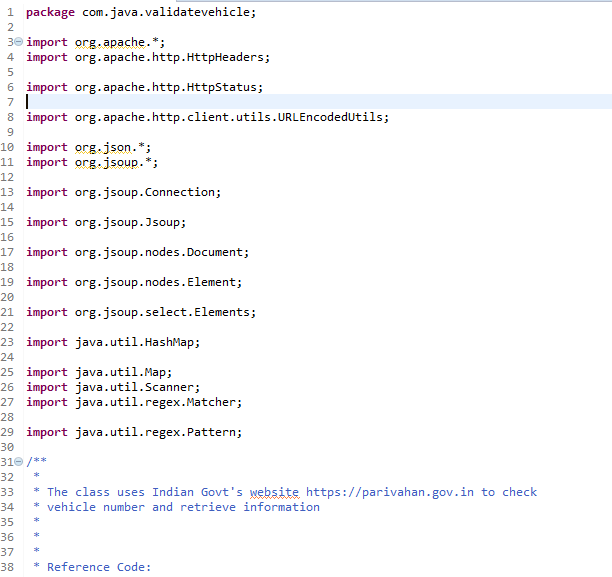 1 package com.java.validatevehicle;
2
3 import org.apache.*;
4 import org.apache.http.HttpHeaders;
5
6 import org.apache.http.HttpStatus;
7
8 import org.apache.http.client.utils.URLEncodedUtils;
9
10 import org.json.*;
11 import org.jsoup.*;
12
13 import org.jsoup.Connection;
14
15 import org.jsoup.Jsoup;
16
17 import org.jsoup.nodes.Document;
18
19 import org.jsoup.nodes.Element;
20
21 import org.jsoup.select.Elements;
22
23 import java.util.HashMap;
24
25 import java.util.Map;
26 import java.util.Scanner;
27 import java.util.regex.Matcher;
28
29 import java.util.regex.Pattern;
30
31 /**
32 *
33 * The class uses Indian Govt's website https://parivahan.gov.in to check
34 * vehicle number and retrieve information
35 *
36 *
37 *
38 * Reference Code: